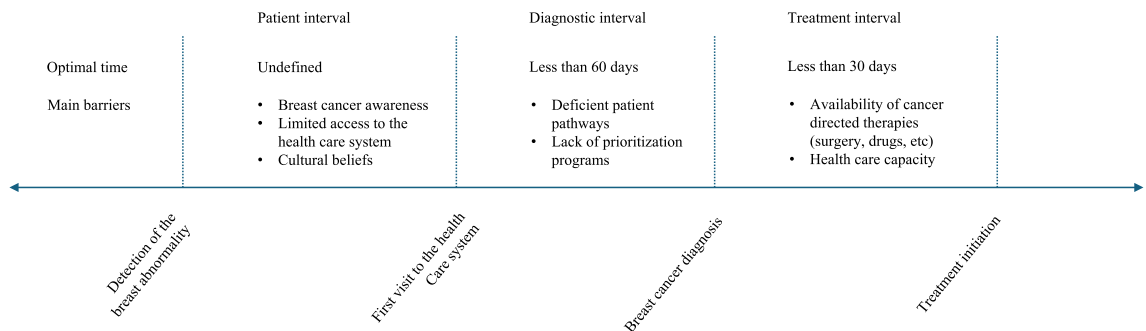 Patient interval
Diagnostic interval
Treatment interval
Optimal time
Undefined
Less than 60 days
Less than 30 days
Main barriers
• Breast cancer awareness
• Limited access to the
health care system
• Cultural beliefs
• Deficient patient
pathways
• Lack of prioritization
programs
• Availability of cancer
directed therapies
(surgery, drugs, etc)
• Health care capacity
Detection of the
breast abnormality
First visit to the health
Care system
Breast cancer diagnosis
Treatment initiation